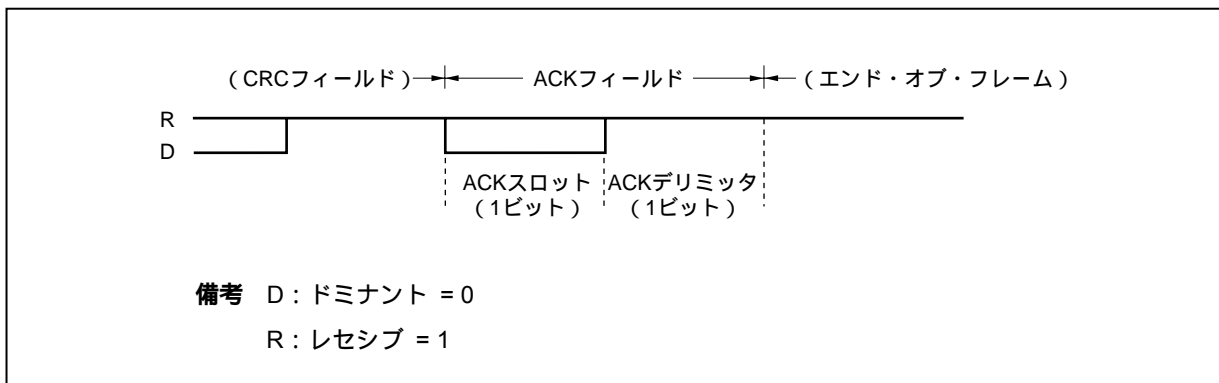 （CRCフィールド） ACKフィールド （エンド・オブ・フレーム）
R
D
ACKスロット ACKデリミッタ
（1ビット） （1ビット）
備考 D：ドミナント = 0
R：レセシブ = 1